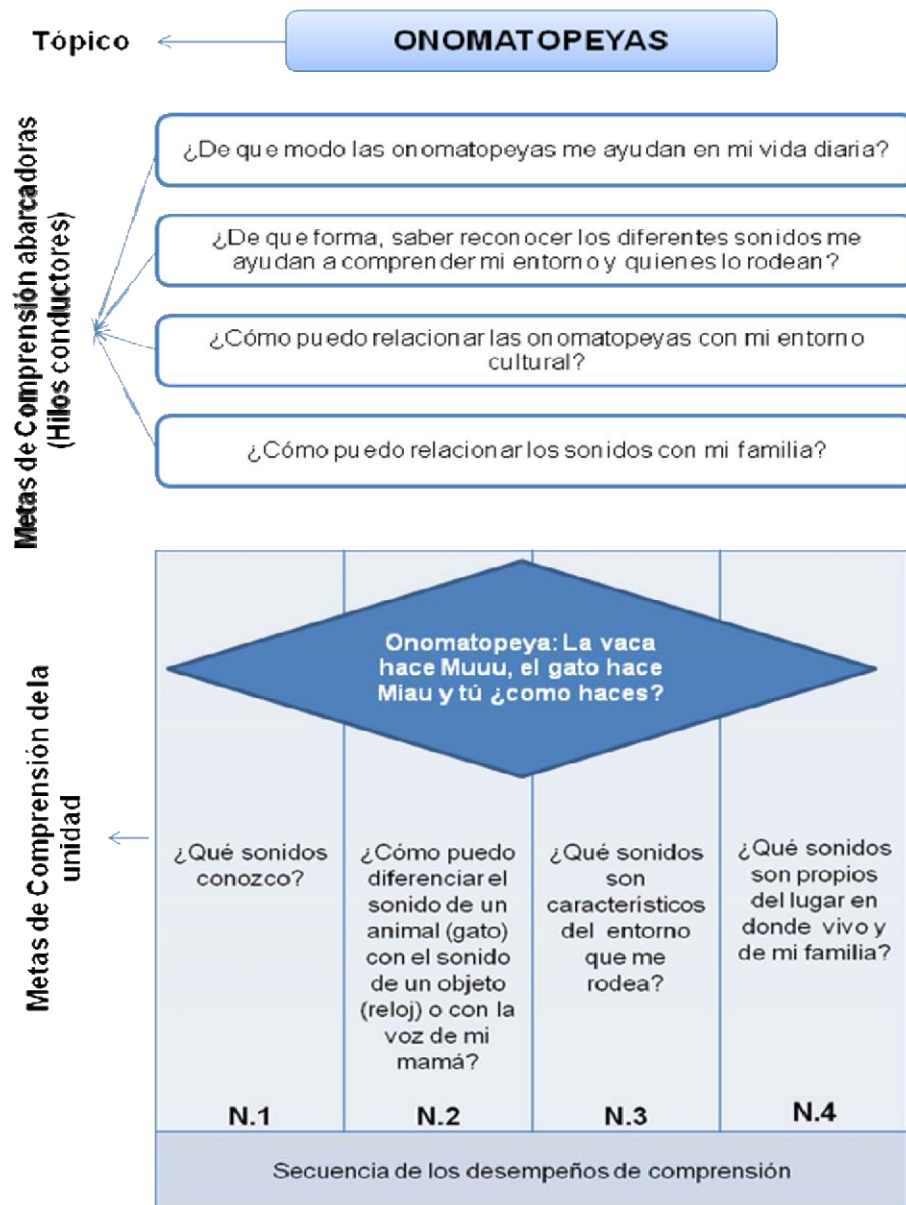 Tópico
ONOMATOPEYAS
Metas de Comprensión abarcadoras
(Hilos conductores)
¿De que modo las onomatopeyas me ayudan en mi vida diaria?
¿De que forma, saber reconocer los diferentes sonidos me
ayudan a comprender mi entorno y quienes lo rodean?
¿Cómo puedo relacionar las onomatopeyas con mi entorno
cultural?
¿Cómo puedo relacionar los sonidos con mi familia?
Metas de Comprensión de la
unidad
Onomatopeya: La vaca
hace Muuu, el gato hace
Miau y tú ¿como haces?
¿Qué sonidos
conozco?
N.1
¿Cómo puedo
diferenciar el
sonido de un
animal (gato)
con el sonido
de un objeto
(reloj) o con la
voz de mi
mamá?
N.2
¿Qué sonidos
son
característicos
del entorno
que me
rodea?
N.3
¿Qué sonidos
son propios
del lugar en
donde vivo y
de mi familia?
N.4
Secuencia de los desempeños de comprensión